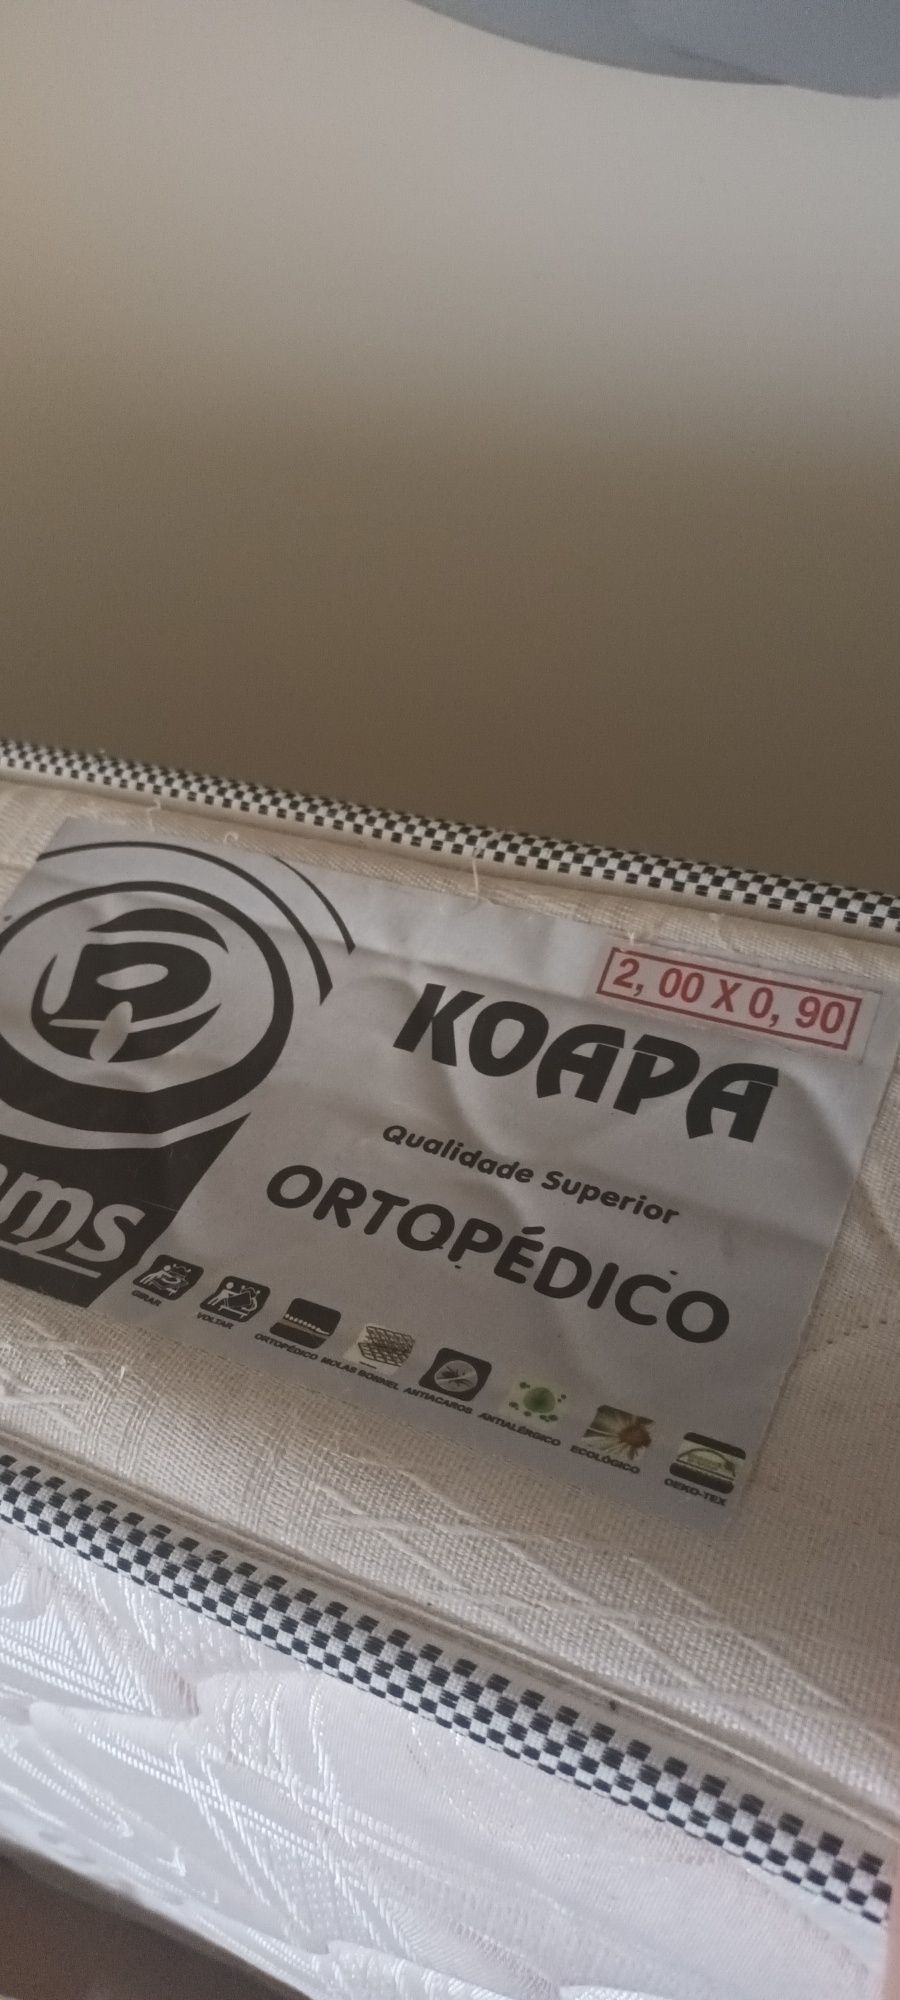 2, 00 X 0, 90
KOAPA
Qualidade Superior
ORTOPÉDICO
GIRAR
VOLTAR
ORTOPÉDICO
MOLAS BONNEL
ANTIACAROS
ANTIALÉRGICO
ECOLÓGICO
OEKO-TEX